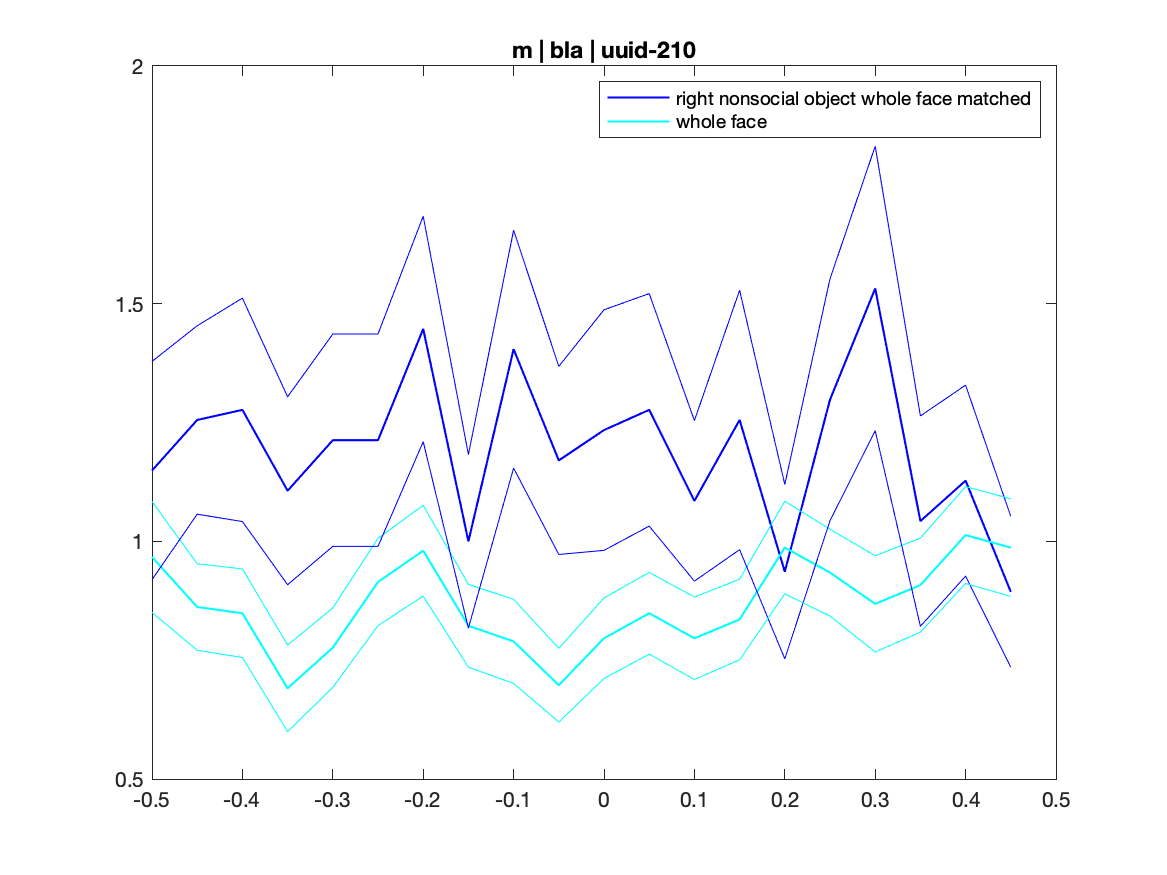 m | bla | uuid-210
right nonsocial object whole face matched
whole face
2
1.5
1
0.5
-0.5 -0.4 -0.3 -0.2 -0.1 0 0.1 0.2 0.3 0.4 0.5